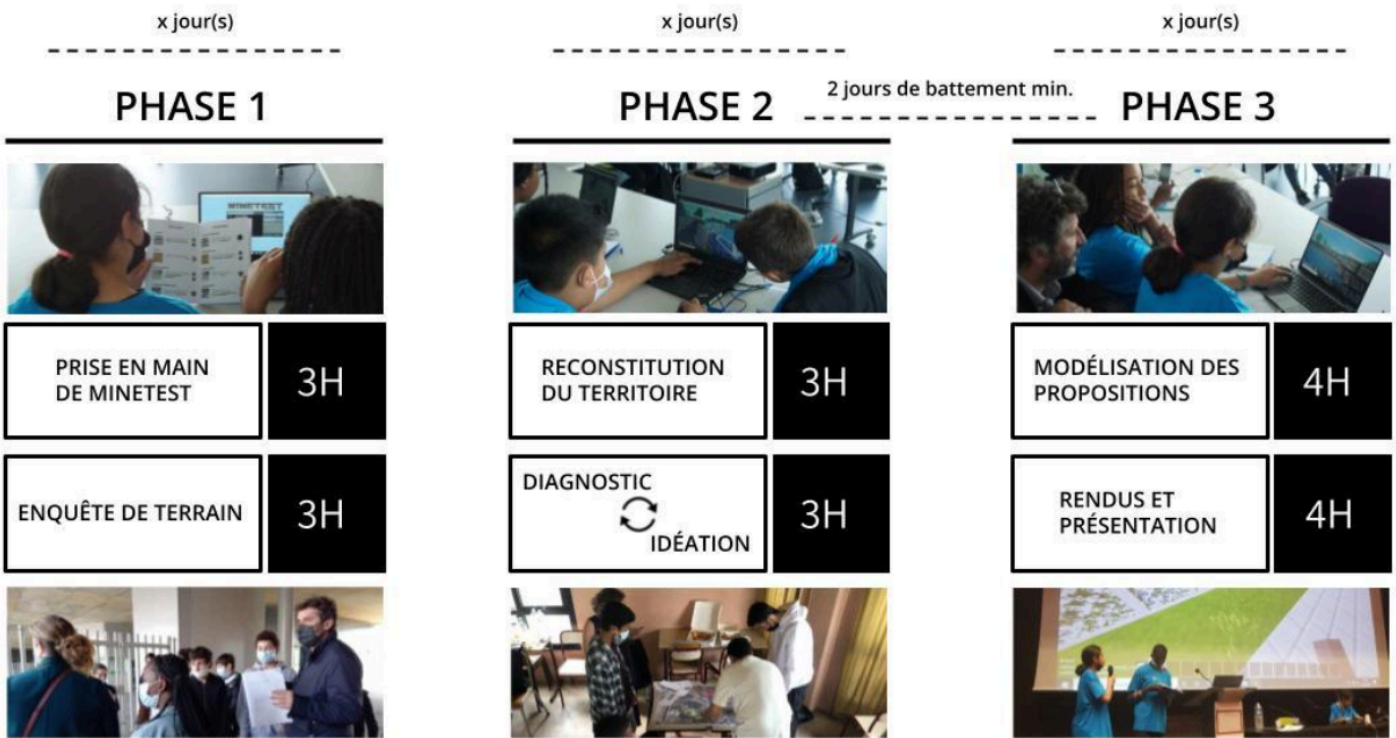 x jour(s)
x jour(s)
x jour(s)
PHASE 1
PHASE 2
2 jours de battement min.
PHASE 3
MINETEST
PRISE EN MAIN
DE MINETEST
3H
RECONSTITUTION
DU TERRITOIRE
3H
MODÉLISATION DES
PROPOSITIONS
4H
ENQUÊTE DE TERRAIN
3H
DIAGNOSTIC
IDÉATION
3H
RENDUS ET
PRÉSENTATION
4H